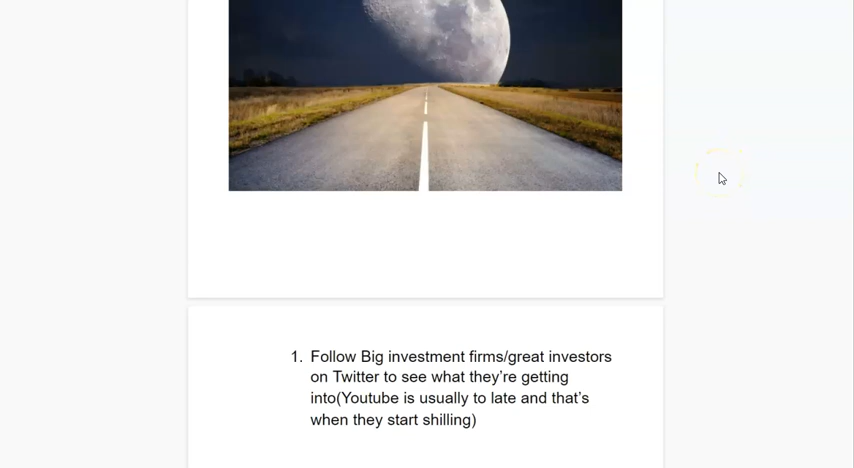 1. Follow Big investment firms/great investors
on Twitter to see what they're getting
into(Youtube is usually to late and that's
when they start shilling)